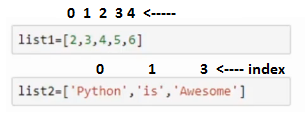 0 1 2 3 4 <-----
list1=[2,3,4,5,6]
0 1 3 <---- index
list2=['Python','is','Awesome']